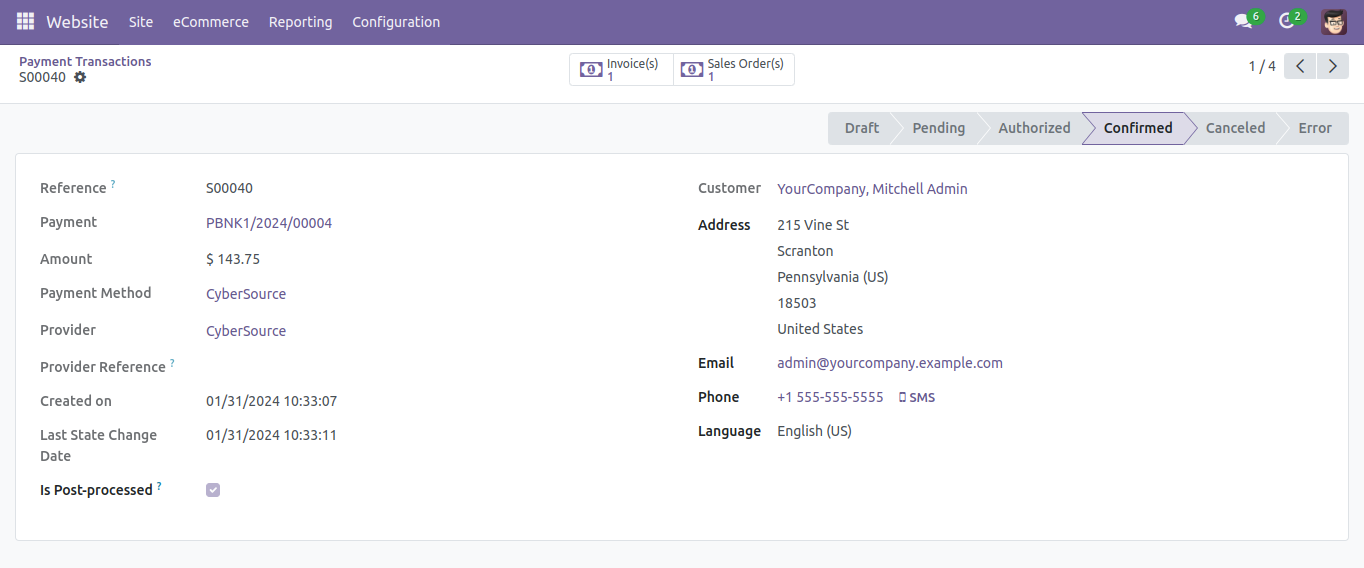 Website Site eCommerce Reporting Configuration 6 2
Payment Transactions
S00040
Invoice(s)
1
Sales Order(s)
1
1 / 4
Draft Pending Authorized Confirmed Canceled Error
Reference ? S00040
Payment PBNK1/2024/00004
Amount $ 143.75
Payment Method CyberSource
Provider CyberSource
Provider Reference ?
Created on 01/31/2024 10:33:07
Last State Change 01/31/2024 10:33:11
Date
Is Post-processed ?
Customer YourCompany, Mitchell Admin
Address 215 Vine St
Scranton
Pennsylvania (US)
18503
United States
Email admin@yourcompany.example.com
Phone +1 555-555-5555 SMS
Language English (US)